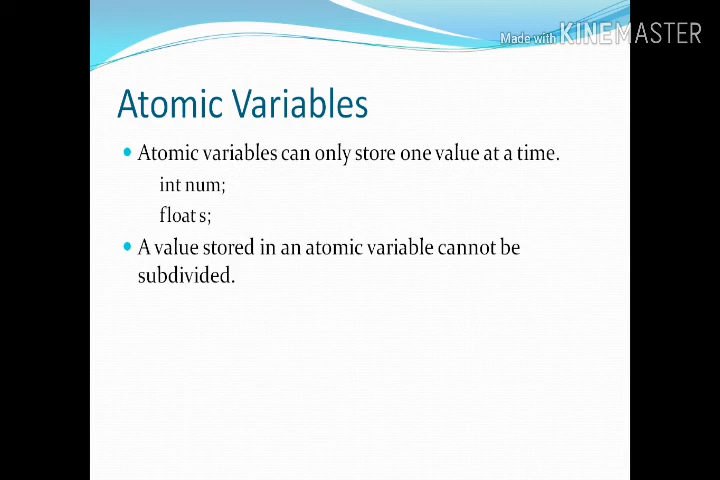 Made with KINEMASTER
Atomic Variables
• Atomic variables can only store one value at a time.
int num;
float s;
• A value stored in an atomic variable cannot be
subdivided.